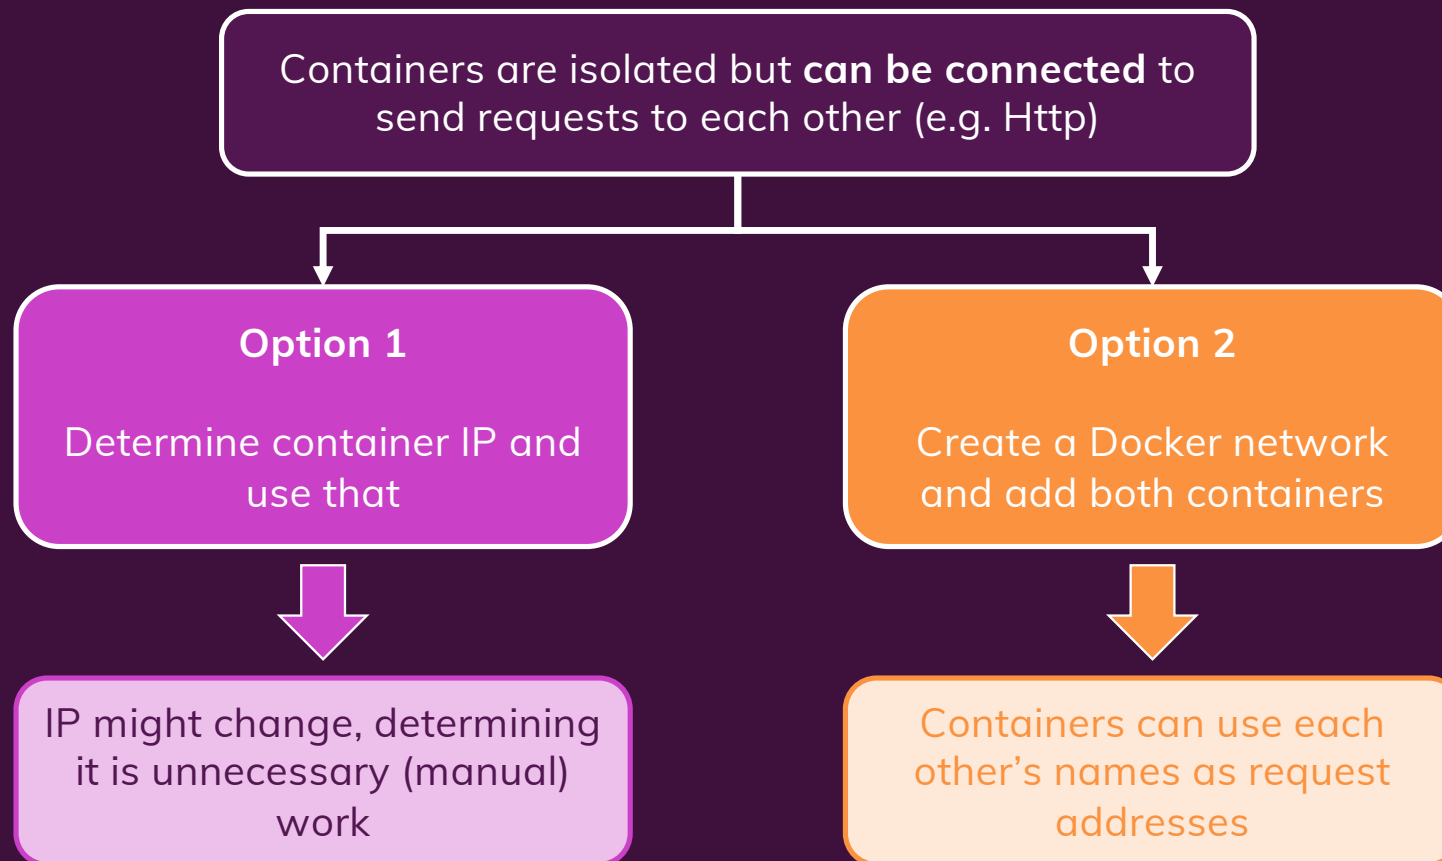 Containers are isolated but can be connected to
send requests to each other (e.g. Http)
Option 1
Determine container IP and
use that
Option 2
Create a Docker network
and add both containers
IP might change, determining
it is unnecessary (manual)
work
Containers can use each
other’s names as request
addresses